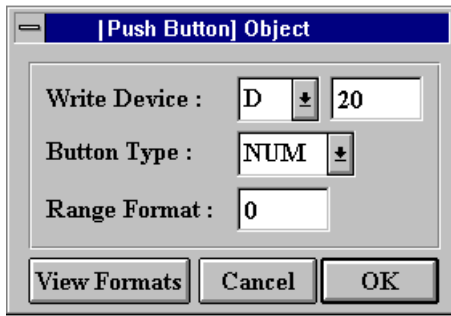 [Push Button] Object
Write Device : D 20
Button Type : NUM
Range Format : 0
View Formats Cancel OK